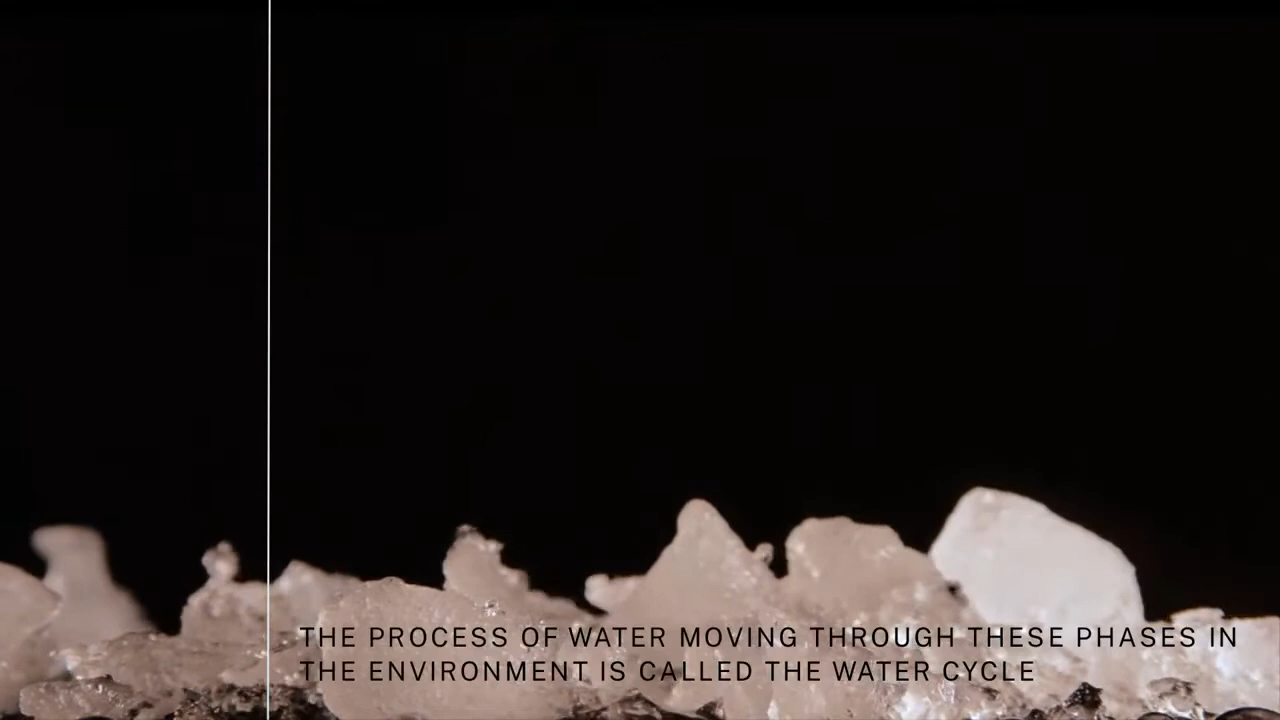 THE PROCESS OF WATER MOVING THROUGH THESE PHASES IN
THE ENVIRONMENT IS CALLED THE WATER CYCLE